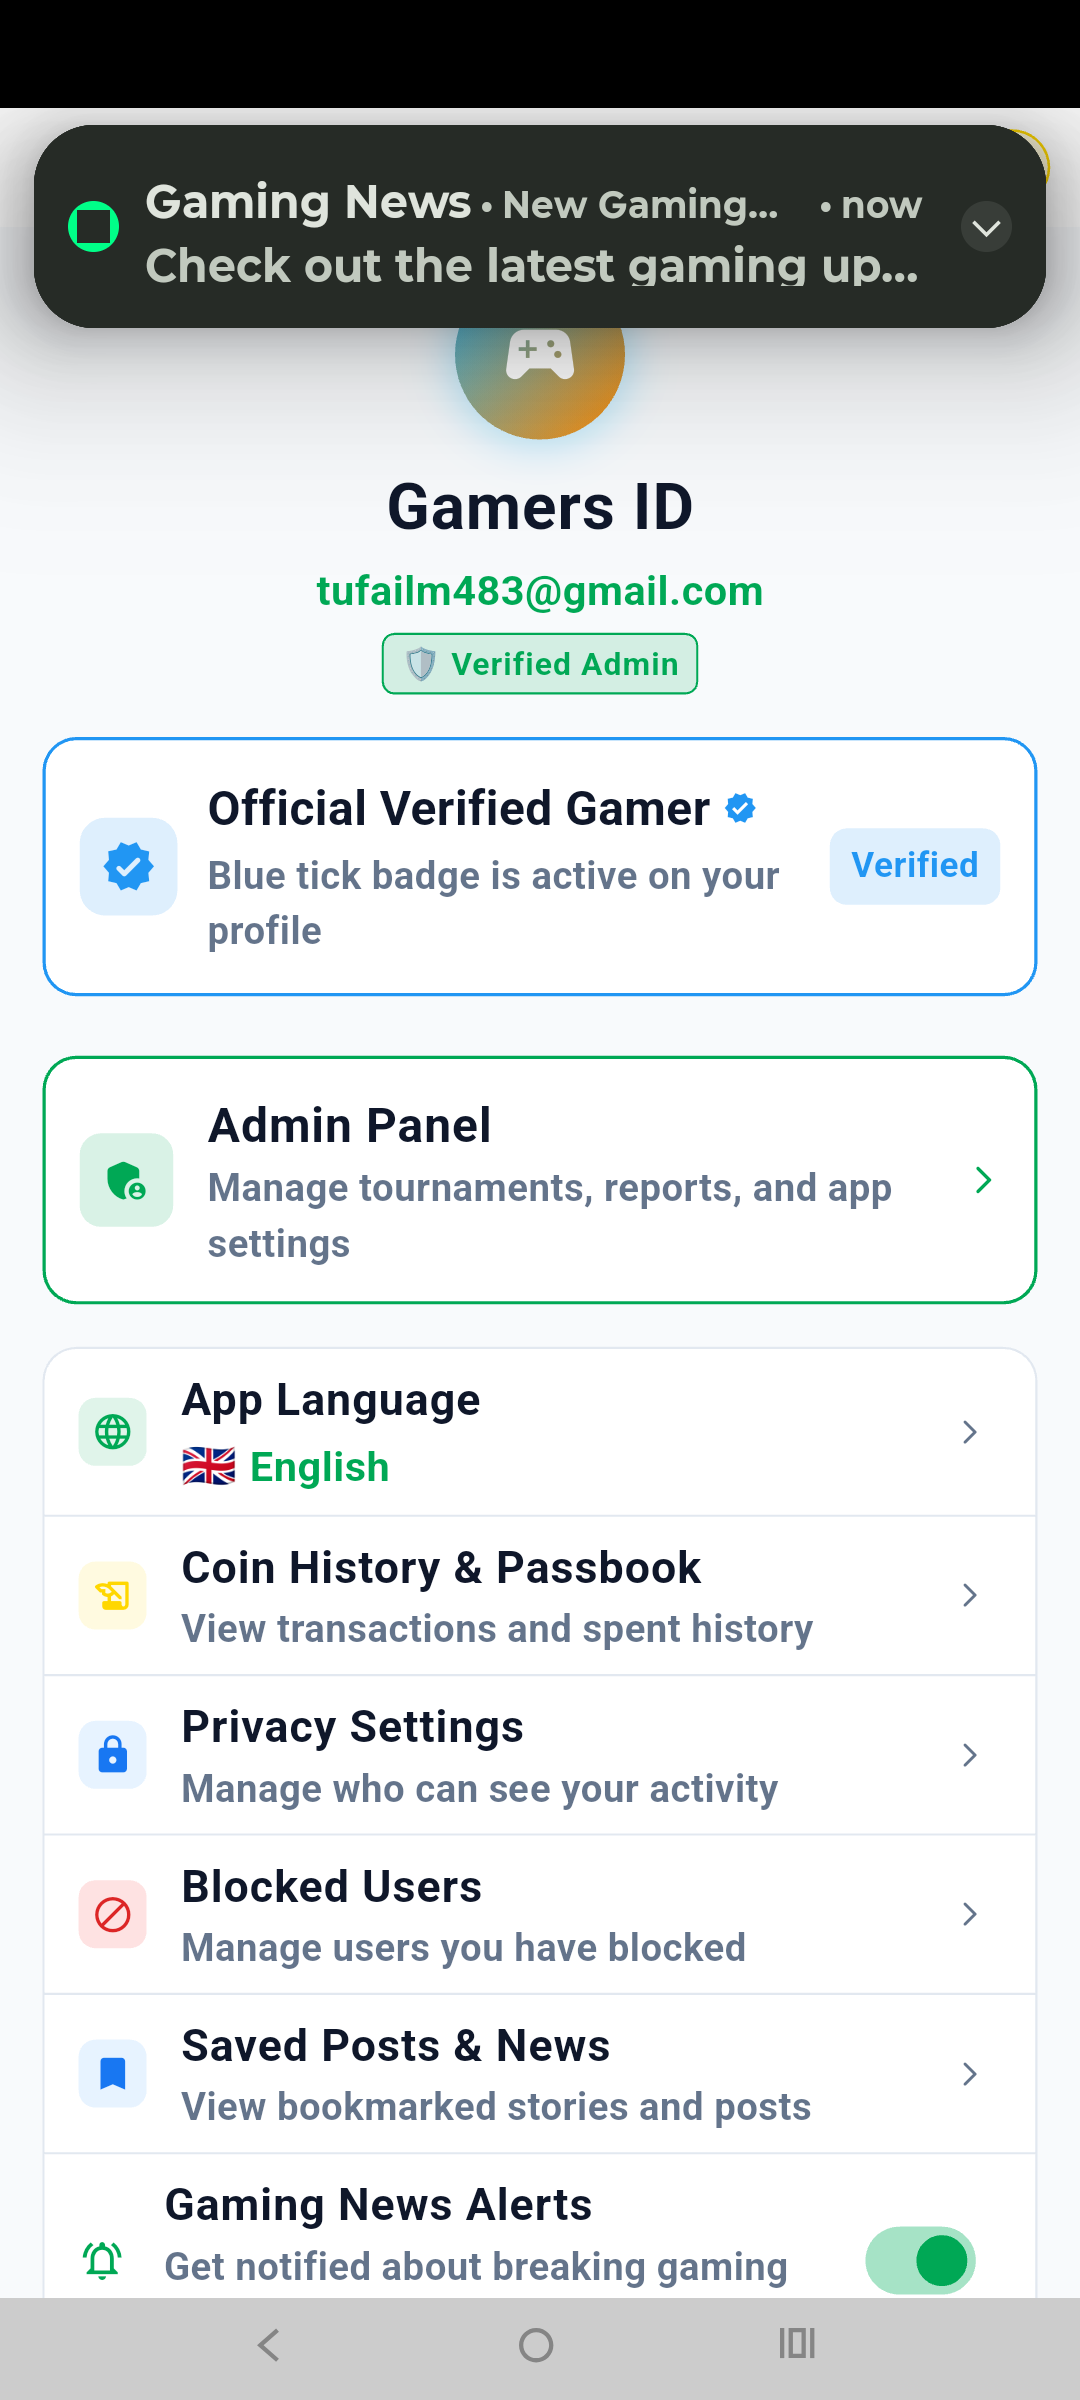 Gaming News • New Gaming... • now
Check out the latest gaming up...
Gamers ID
tufailm483@gmail.com
Verified Admin
Official Verified Gamer
Blue tick badge is active on your
profile
Verified
Admin Panel
Manage tournaments, reports, and app
settings
App Language
English
Coin History & Passbook
View transactions and spent history
Privacy Settings
Manage who can see your activity
Blocked Users
Manage users you have blocked
Saved Posts & News
View bookmarked stories and posts
Gaming News Alerts
Get notified about breaking gaming